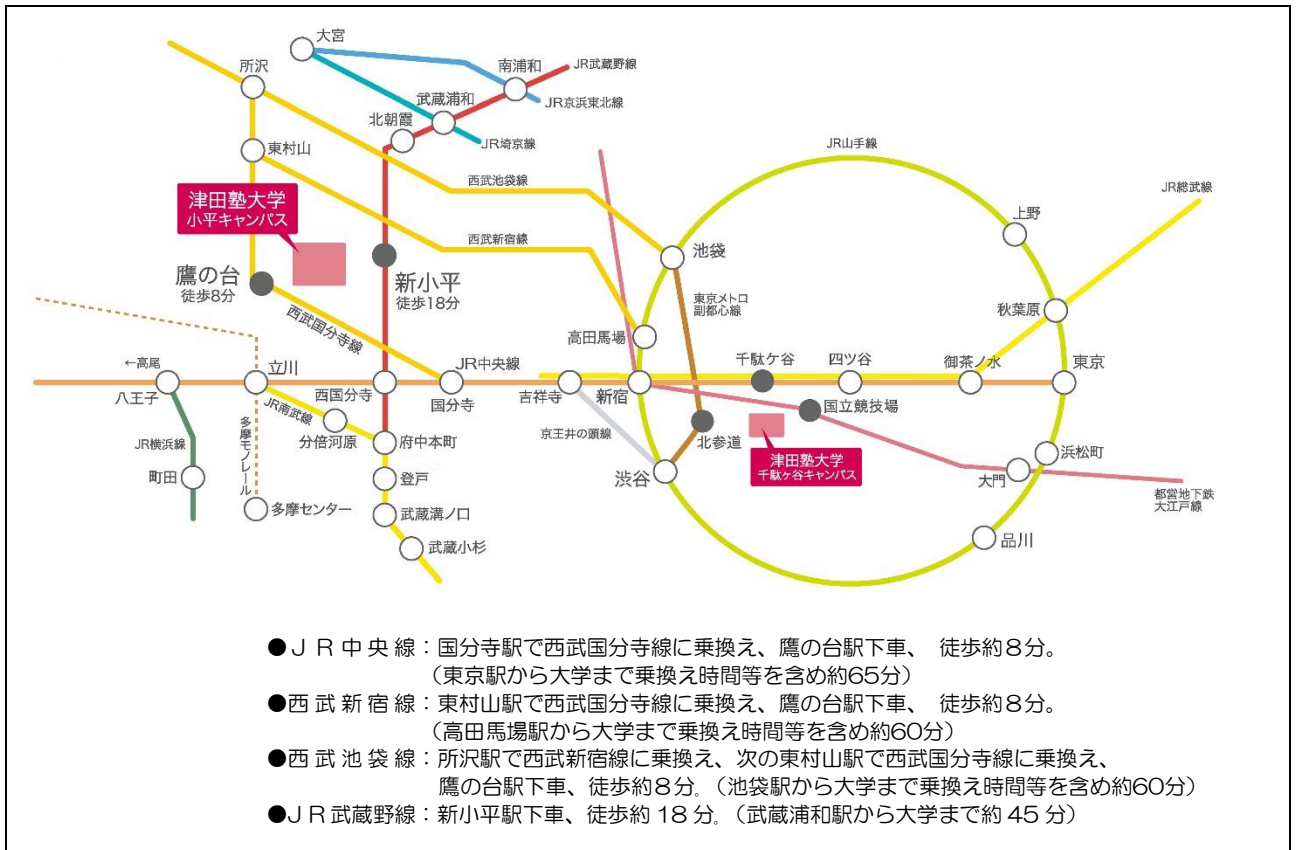 大宮
所沢
南浦和
JR武蔵野線
武蔵浦和
JR京浜東北線
北朝霞
JR埼京線
東村山
JR山手線
西武池袋線
JR総武線
津田塾大学
小平キャンパス
上野
西武新宿線
池袋
鷹の台
徒歩8分
新小平
徒歩18分
東京メトロ
副都心線
秋葉原
西武国分寺線
高田馬場
←高尾
立川
JR中央線
千駄ケ谷
四ツ谷
御茶ノ水
東京
八王子
西国分寺
国分寺
吉祥寺
新宿
国立競技場
JR南武線
多摩モノレール
分倍河原
府中本町
京王井の頭線
北参道
JR横浜線
津田塾大学
千駄ヶ谷キャンパス
浜松町
町田
登戸
渋谷
大門
都営地下鉄
大江戸線
多摩センター
武蔵溝ノ口
武蔵小杉
品川
●ＪＲ中央線：国分寺駅で西武国分寺線に乗換え、鷹の台駅下車、 徒歩約８分。
（東京駅から大学まで乗換え時間等を含め約65分）
●西武新宿線：東村山駅で西武国分寺線に乗換え、鷹の台駅下車、 徒歩約８分。
（高田馬場駅から大学まで乗換え時間等を含め約60分）
●西武池袋線：所沢駅で西武新宿線に乗換え、次の東村山駅で西武国分寺線に乗換え、
鷹の台駅下車、徒歩約８分。（池袋駅から大学まで乗換え時間等を含め約60分）
●ＪＲ武蔵野線：新小平駅下車、徒歩約 18 分。（武蔵浦和駅から大学まで約 45 分）